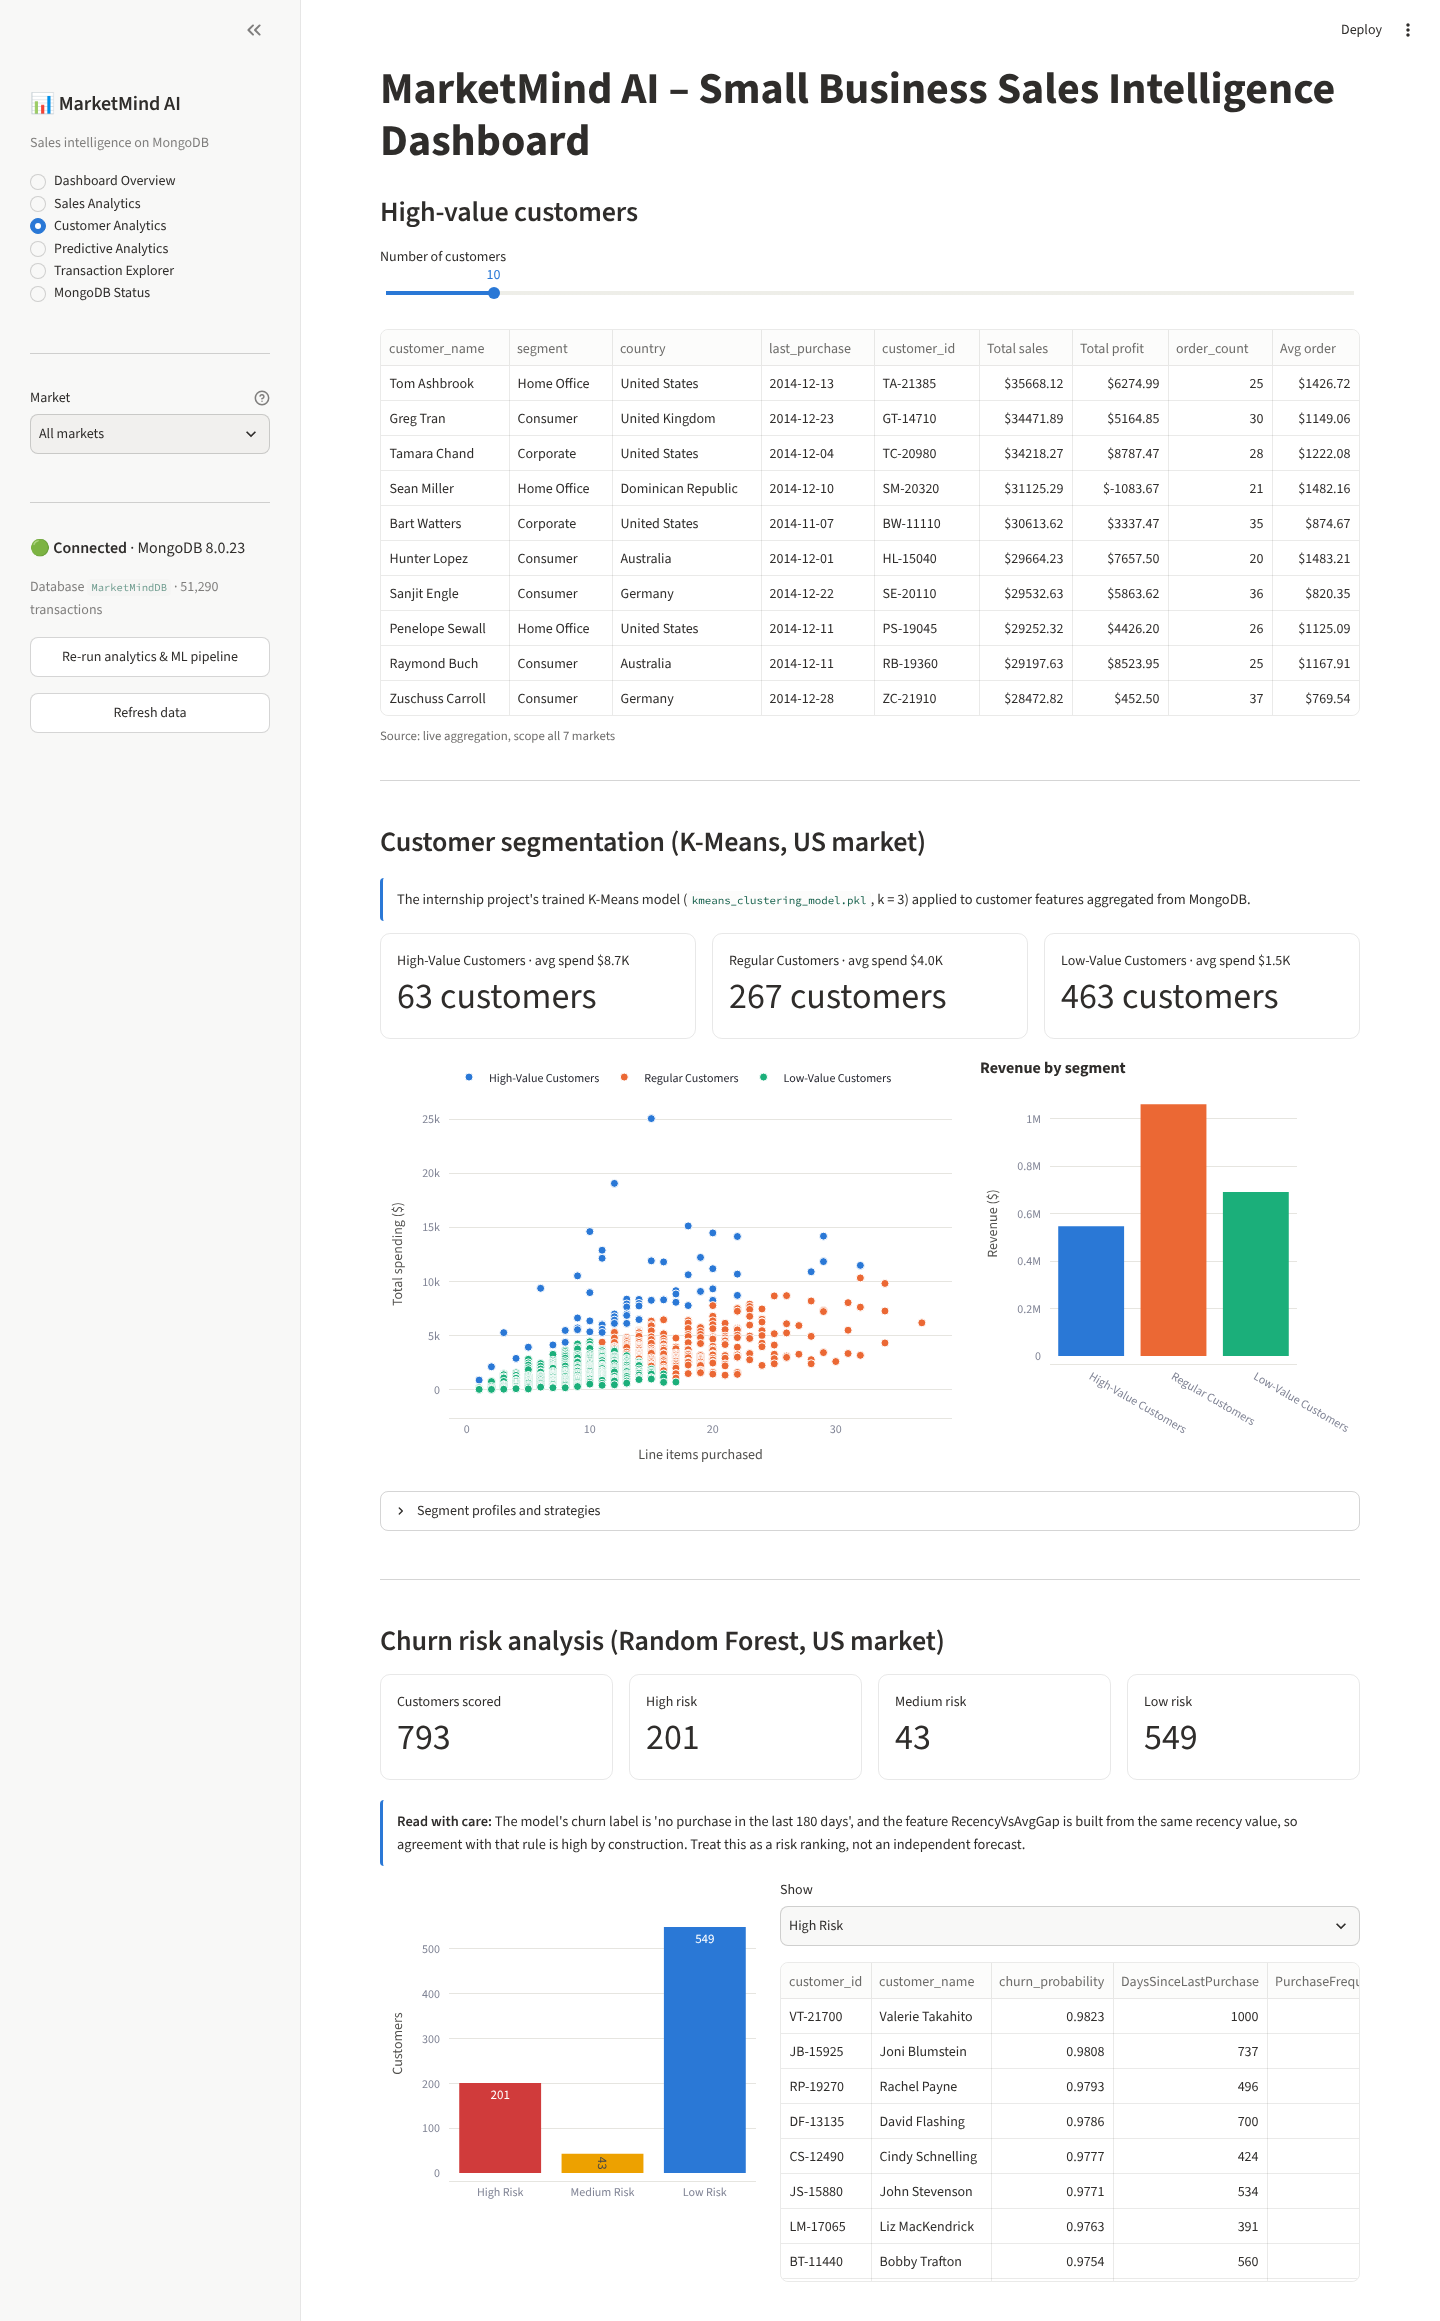 Deploy
📊 MarketMind AI
Sales intelligence on MongoDB
Dashboard Overview
Sales Analytics
Customer Analytics
Predictive Analytics
Transaction Explorer
MongoDB Status
Market
All markets
Connected · MongoDB 8.0.23
Database MarketMindDB · 51,290
transactions
Re-run analytics & ML pipeline
Refresh data
MarketMind AI – Small Business Sales Intelligence
Dashboard
High-value customers
Number of customers
10
customer_name segment country last_purchase customer_id Total sales Total profit order_count Avg order
Tom Ashbrook Home Office United States 2014-12-13 TA-21385 $35668.12 $6274.99 25 $1426.72
Greg Tran Consumer United Kingdom 2014-12-23 GT-14710 $34471.89 $5164.85 30 $1149.06
Tamara Chand Corporate United States 2014-12-04 TC-20980 $34218.27 $8787.47 28 $1222.08
Sean Miller Home Office Dominican Republic 2014-12-10 SM-20320 $31125.29 $-1083.67 21 $1482.16
Bart Watters Corporate United States 2014-11-07 BW-11110 $30613.62 $3337.47 35 $874.67
Hunter Lopez Consumer Australia 2014-12-01 HL-15040 $29664.23 $7657.50 20 $1483.21
Sanjit Engle Consumer Germany 2014-12-22 SE-20110 $29532.63 $5863.62 36 $820.35
Penelope Sewall Home Office United States 2014-12-11 PS-19045 $29252.32 $4426.20 26 $1125.09
Raymond Buch Consumer Australia 2014-12-11 RB-19360 $29197.63 $8523.95 25 $1167.91
Zuschuss Carroll Consumer Germany 2014-12-28 ZC-21910 $28472.82 $452.50 37 $769.54
Source: live aggregation, scope all 7 markets
Customer segmentation (K-Means, US market)
The internship project's trained K-Means model ( kmeans_clustering_model.pkl , k = 3) applied to customer features aggregated from MongoDB.
High-Value Customers · avg spend $8.7K
63 customers
Regular Customers · avg spend $4.0K
267 customers
Low-Value Customers · avg spend $1.5K
463 customers
High-Value Customers Regular Customers Low-Value Customers
25k
20k
15k
10k
5k
0
Total spending ($)
0 10 20 30
Line items purchased
Revenue by segment
1M
0.8M
0.6M
0.4M
0.2M
0
Revenue ($)
High-Value Customers
Regular Customers
Low-Value Customers
Segment profiles and strategies
Churn risk analysis (Random Forest, US market)
Customers scored
793
High risk
201
Medium risk
43
Low risk
549
Read with care: The model's churn label is 'no purchase in the last 180 days', and the feature RecencyVsAvgGap is built from the same recency value, so
agreement with that rule is high by construction. Treat this as a risk ranking, not an independent forecast.
500
400
300
200
100
0
Customers
201
43
549
High Risk Medium Risk Low Risk
Show
High Risk
customer_id customer_name churn_probability DaysSinceLastPurchase PurchaseFrequ
VT-21700 Valerie Takahito 0.9823 1000
JB-15925 Joni Blumstein 0.9808 737
RP-19270 Rachel Payne 0.9793 496
DF-13135 David Flashing 0.9786 700
CS-12490 Cindy Schnelling 0.9777 424
JS-15880 John Stevenson 0.9771 534
LM-17065 Liz MacKendrick 0.9763 391
BT-11440 Bobby Trafton 0.9754 560